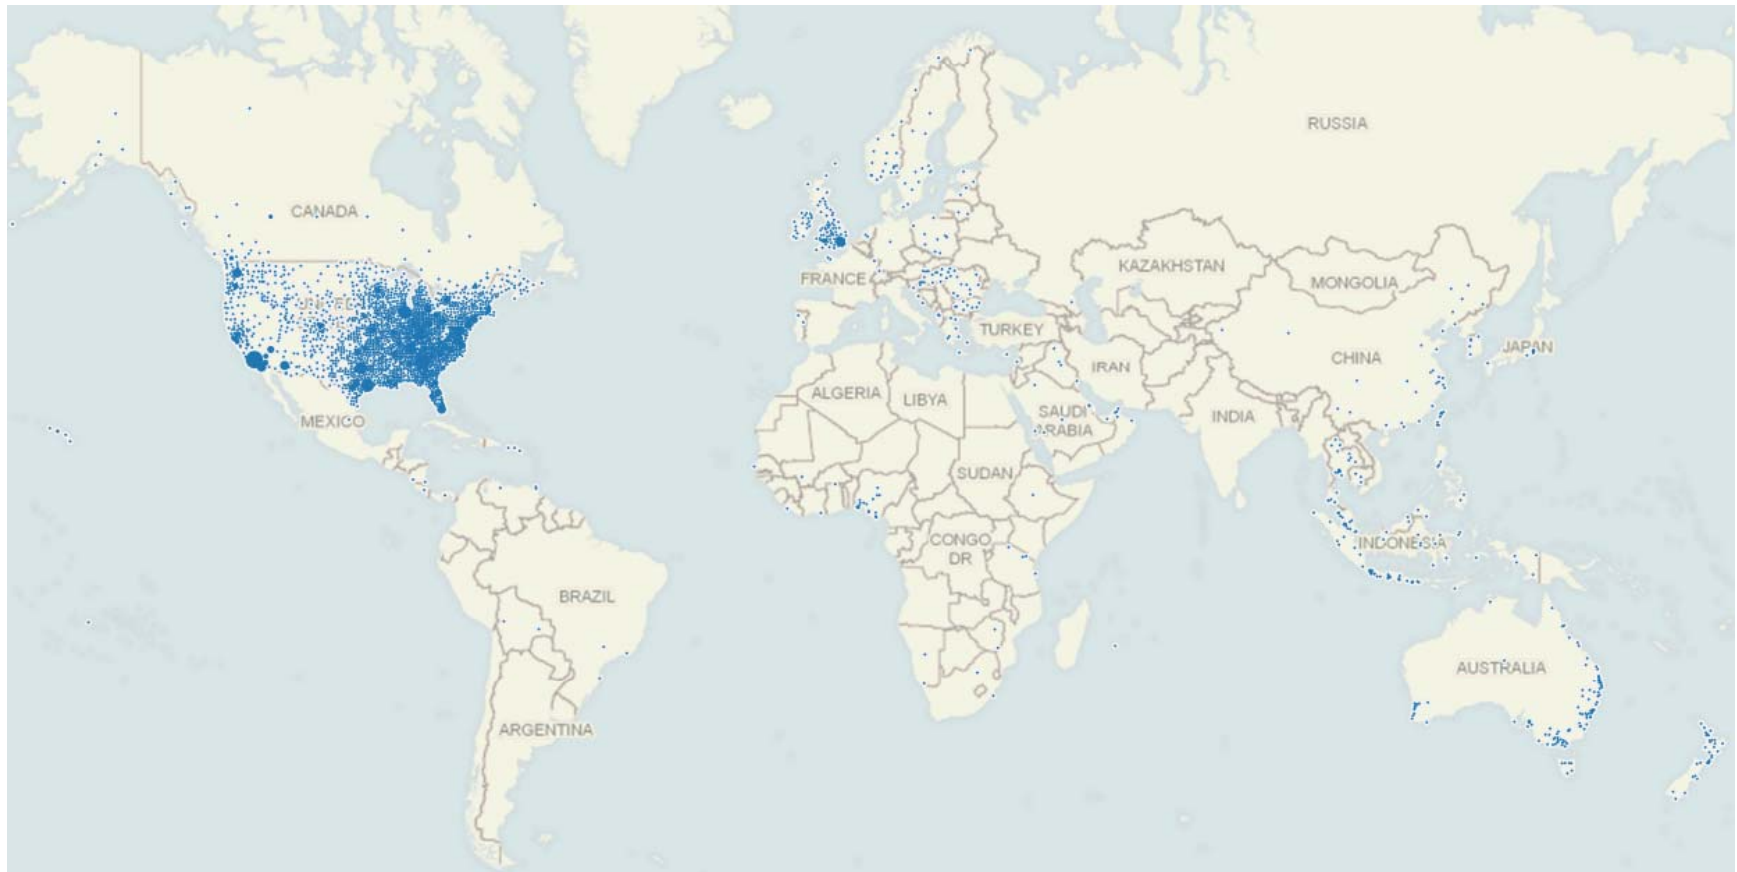 RUSSIA
CANADA
KAZAKHSTAN
FRANCE
MONGOLIA
TURKEY
JAPAN
CHINA
IRAN
ALGERIA
LIBYA
SAUDI
ARABIA
INDIA
MEXICO
SUDAN
CONGO
DR
INDONESIA
BRAZIL
AUSTRALIA
ARGENTINA